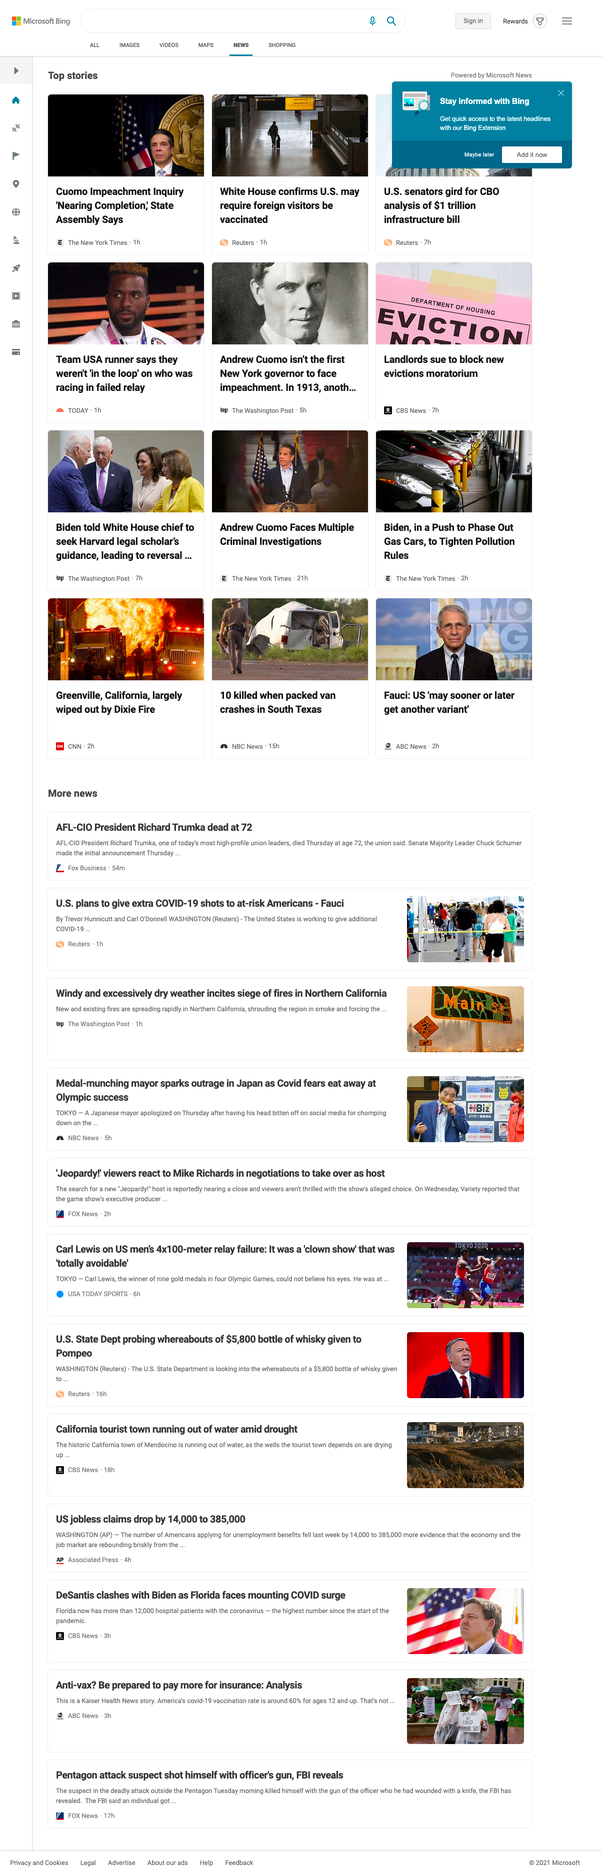 Microsoft Bing
Sign in
Rewards
ALL IMAGES VIDEOS MAPS NEWS SHOPPING
Top stories
Powered by Microsoft News
Stay informed with Bing
Get quick access to the latest headlines
with our Bing Extension
Maybe later
Add it now
Cuomo Impeachment Inquiry
'Nearing Completion,' State
Assembly Says
The New York Times · 1h
White House confirms U.S. may
require foreign visitors be
vaccinated
Reuters · 1h
U.S. senators gird for CBO
analysis of $1 trillion
infrastructure bill
Reuters · 7h
Team USA runner says they
weren't 'in the loop' on who was
racing in failed relay
TODAY · 1h
Andrew Cuomo isn't the first
New York governor to face
impeachment. In 1913, anoth...
The Washington Post · 5h
DEPARTMENT OF HOUSING
EVICTION
Landlords sue to block new
evictions moratorium
CBS News · 7h
Biden told White House chief to
seek Harvard legal scholar's
guidance, leading to reversal ...
The Washington Post · 7h
Andrew Cuomo Faces Multiple
Criminal Investigations
The New York Times · 21h
Biden, in a Push to Phase Out
Gas Cars, to Tighten Pollution
Rules
The New York Times · 2h
Greenville, California, largely
wiped out by Dixie Fire
CNN · 2h
10 killed when packed van
crashes in South Texas
NBC News · 15h
Fauci: US 'may sooner or later
get another variant'
ABC News · 2h
More news
AFL-CIO President Richard Trumka dead at 72
AFL-CIO President Richard Trumka, one of today's most high-profile union leaders, died Thursday at age 72, the union said. Senate Majority Leader Chuck Schumer
made the initial announcement Thursday ...
Fox Business · 54m
U.S. plans to give extra COVID-19 shots to at-risk Americans - Fauci
By Trevor Hunnicutt and Carl O'Donnell WASHINGTON (Reuters) - The United States is working to give additional
COVID-19 ...
Reuters · 1h
Windy and excessively dry weather incites siege of fires in Northern California
New and existing fires are spreading rapidly in Northern California, shrouding the region in smoke and forcing the ...
The Washington Post · 1h
Main St
Medal-munching mayor sparks outrage in Japan as Covid fears eat away at
Olympic success
TOKYO — A Japanese mayor apologized on Thursday after having his head bitten off on social media for chomping
down on the ...
NBC News · 5h
'Jeopardy!' viewers react to Mike Richards in negotiations to take over as host
The search for a new "Jeopardy!" host is reportedly nearing a close and viewers aren't thrilled with the show's alleged choice. On Wednesday, Variety reported that
the game show's executive producer ...
FOX News · 2h
Carl Lewis on US men's 4x100-meter relay failure: It was a 'clown show' that was
'totally avoidable'
TOKYO — Carl Lewis, the winner of nine gold medals in four Olympic Games, could not believe his eyes. He was at ...
USA TODAY SPORTS · 6h
TOKYO 2020
U.S. State Dept probing whereabouts of $5,800 bottle of whisky given to
Pompeo
WASHINGTON (Reuters) - The U.S. State Department is looking into the whereabouts of a $5,800 bottle of whisky given
to ...
Reuters · 16h
California tourist town running out of water amid drought
The historic California town of Mendocino is running out of water, as the wells the tourist town depends on are drying
up ...
CBS News · 18h
US jobless claims drop by 14,000 to 385,000
WASHINGTON (AP) — The number of Americans applying for unemployment benefits fell last week by 14,000 to 385,000 more evidence that the economy and the
job market are rebounding briskly from the ...
Associated Press · 4h
DeSantis clashes with Biden as Florida faces mounting COVID surge
Florida now has more than 12,000 hospital patients with the coronavirus — the highest number since the start of the
pandemic.
CBS News · 3h
Anti-vax? Be prepared to pay more for insurance: Analysis
This is a Kaiser Health News story. America's covid-19 vaccination rate is around 60% for ages 12 and up. That's not ...
ABC News · 3h
Pentagon attack suspect shot himself with officer's gun, FBI reveals
The suspect in the deadly attack outside the Pentagon Tuesday morning killed himself with the gun of the officer who he had wounded with a knife, the FBI has
revealed. The FBI said an individual got ...
FOX News · 17h
Privacy and Cookies Legal Advertise About our ads Help Feedback © 2021 Microsoft